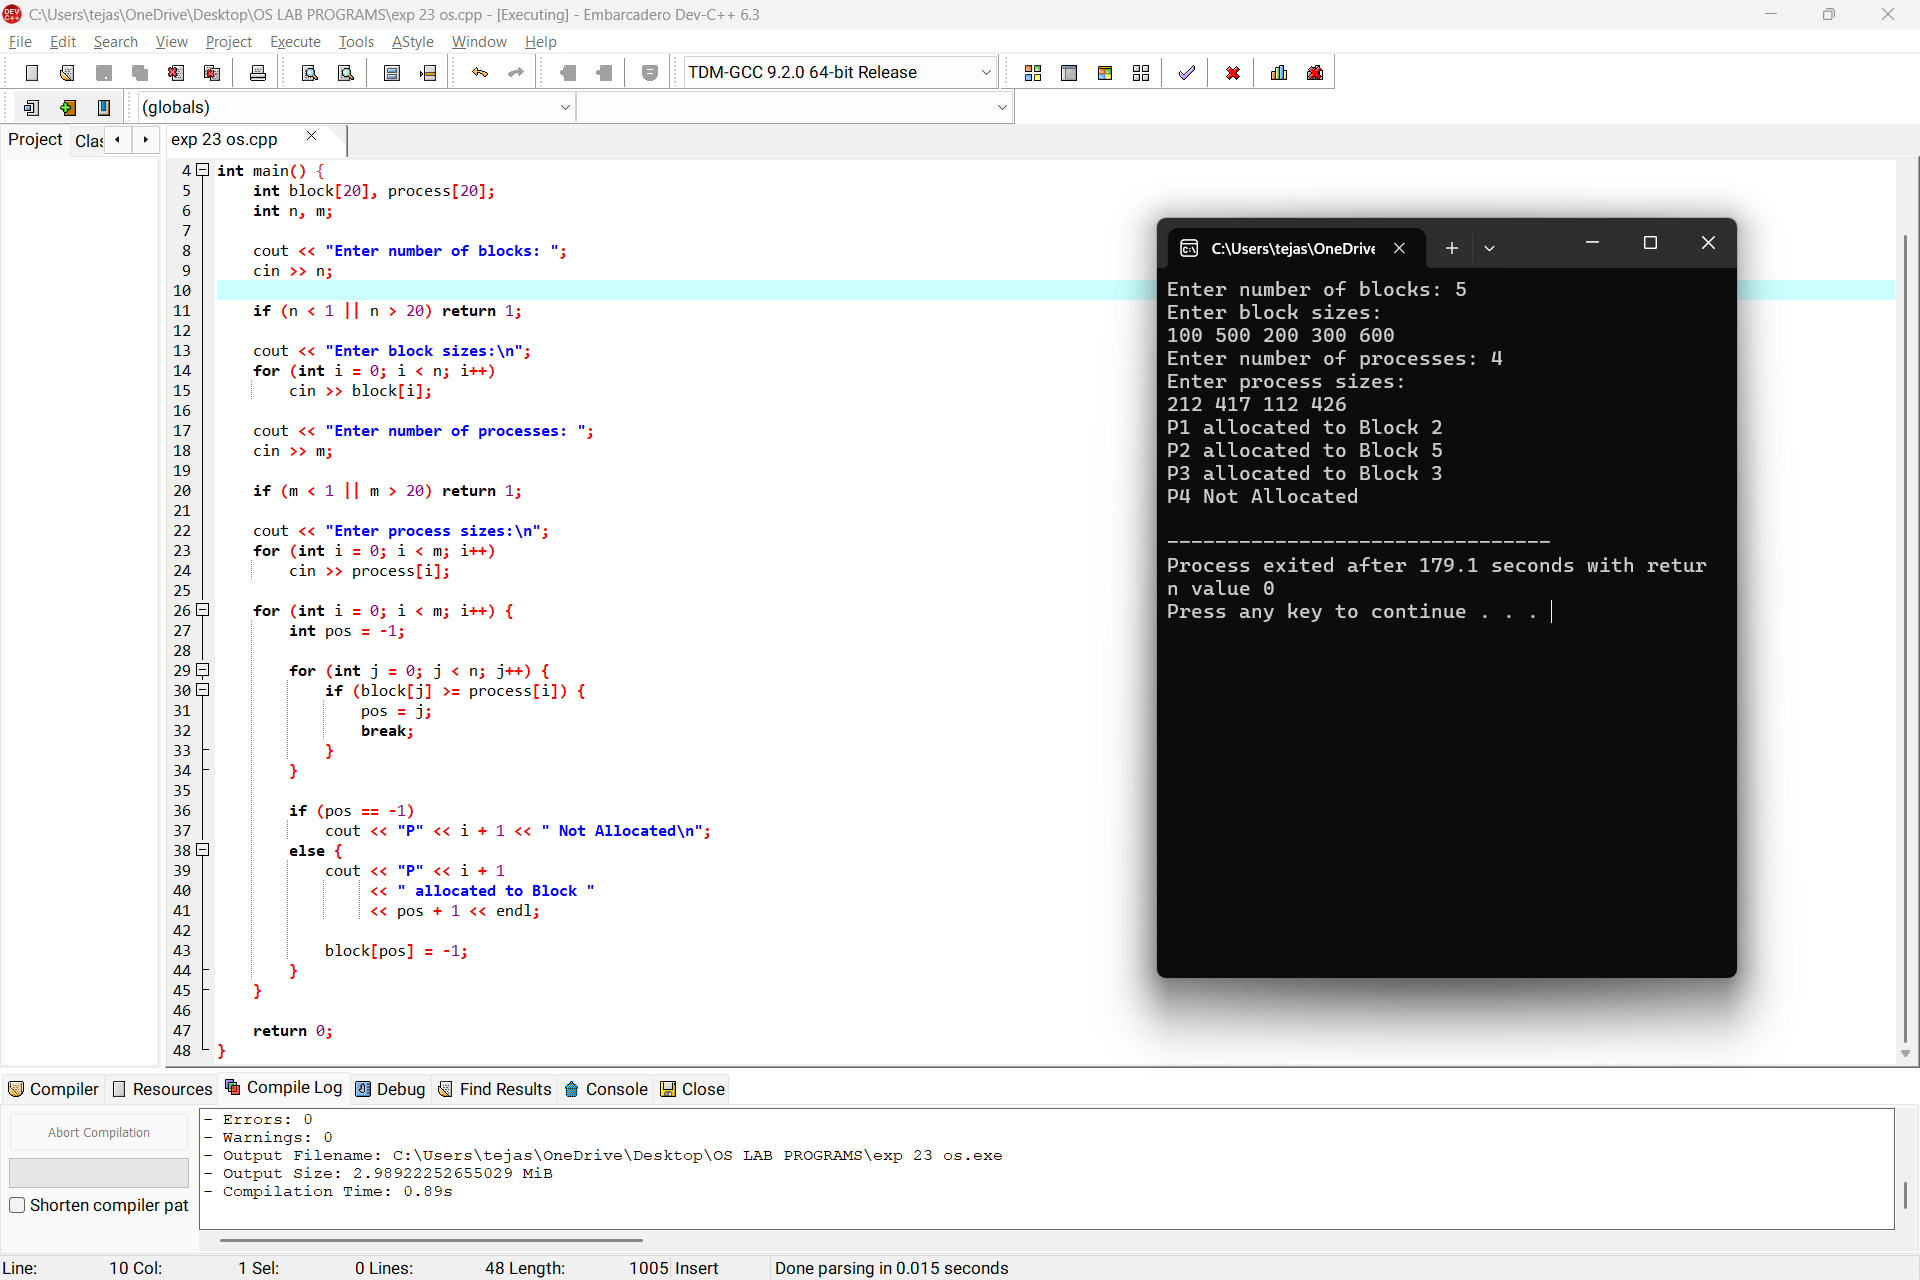 C:\Users\tejas\OneDrive\Desktop\OS LAB PROGRAMS\exp 23 os.cpp - [Executing] - Embarcadero Dev-C++ 6.3
File Edit Search View Project Execute Tools AStyle Window Help
TDM-GCC 9.2.0 64-bit Release
(globals)
Project Clas exp 23 os.cpp
4 int main() {
5 int block[20], process[20];
6 int n, m;
7
8 cout << "Enter number of blocks: ";
9 cin >> n;
10
11 if (n < 1 || n > 20) return 1;
12
13 cout << "Enter block sizes:\n";
14 for (int i = 0; i < n; i++)
15 cin >> block[i];
16
17 cout << "Enter number of processes: ";
18 cin >> m;
19
20 if (m < 1 || m > 20) return 1;
21
22 cout << "Enter process sizes:\n";
23 for (int i = 0; i < m; i++)
24 cin >> process[i];
25
26 for (int i = 0; i < m; i++) {
27 int pos = -1;
28
29 for (int j = 0; j < n; j++) {
30 if (block[j] >= process[i]) {
31 pos = j;
32 break;
33 }
34 }
35
36 if (pos == -1)
37 cout << "P" << i + 1 << " Not Allocated\n";
38 else {
39 cout << "P" << i + 1
40 << " allocated to Block "
41 << pos + 1 << endl;
42
43 block[pos] = -1;
44 }
45 }
46
47 return 0;
48 }
C:\Users\tejas\OneDrive
Enter number of blocks: 5
Enter block sizes:
100 500 200 300 600
Enter number of processes: 4
Enter process sizes:
212 417 112 426
P1 allocated to Block 2
P2 allocated to Block 5
P3 allocated to Block 3
P4 Not Allocated
--------------------------------
Process exited after 179.1 seconds with retur
n value 0
Press any key to continue . . .
Compiler Resources Compile Log Debug Find Results Console Close
Abort Compilation
Shorten compiler pat
- Errors: 0
- Warnings: 0
- Output Filename: C:\Users\tejas\OneDrive\Desktop\OS LAB PROGRAMS\exp 23 os.exe
- Output Size: 2.98922252655029 MiB
- Compilation Time: 0.89s
Line: 10 Col: 1 Sel: 0 Lines: 48 Length: 1005 Insert Done parsing in 0.015 seconds